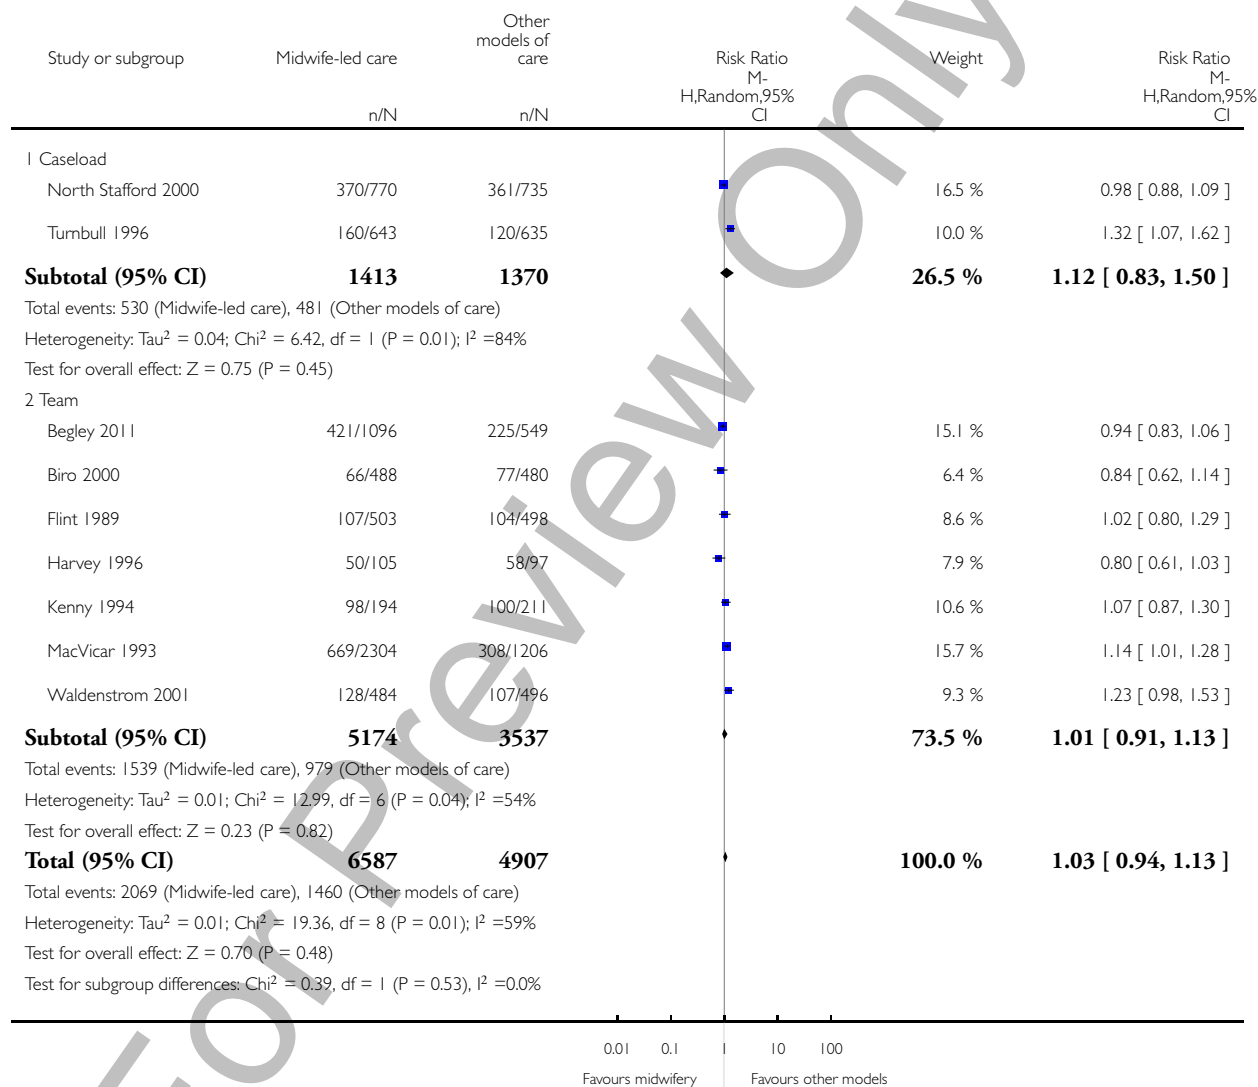 Study or subgroup Midwife-led care Other models of care Risk Ratio Weight Risk Ratio
n/N n/N M-H,Random,95% CI M-H,Random,95% CI
1 Caseload
North Stafford 2000 370/770 361/735 16.5 % 0.98 [ 0.88, 1.09 ]
Turnbull 1996 160/643 120/635 10.0 % 1.32 [ 1.07, 1.62 ]
Subtotal (95% CI) 1413 1370 26.5 % 1.12 [ 0.83, 1.50 ]
Total events: 530 (Midwife-led care), 481 (Other models of care)
Heterogeneity: Tau² = 0.04; Chi² = 6.42, df = 1 (P = 0.01); I² =84%
Test for overall effect: Z = 0.75 (P = 0.45)
2 Team
Begley 2011 421/1096 225/549 15.1 % 0.94 [ 0.83, 1.06 ]
Biro 2000 66/488 77/480 6.4 % 0.84 [ 0.62, 1.14 ]
Flint 1989 107/503 104/498 8.6 % 1.02 [ 0.80, 1.29 ]
Harvey 1996 50/105 58/97 7.9 % 0.80 [ 0.61, 1.03 ]
Kenny 1994 98/194 100/211 10.6 % 1.07 [ 0.87, 1.30 ]
MacVicar 1993 669/2304 308/1206 15.7 % 1.14 [ 1.01, 1.28 ]
Waldenstrom 2001 128/484 107/496 9.3 % 1.23 [ 0.98, 1.53 ]
Subtotal (95% CI) 5174 3537 73.5 % 1.01 [ 0.91, 1.13 ]
Total events: 1539 (Midwife-led care), 979 (Other models of care)
Heterogeneity: Tau² = 0.01; Chi² = 12.99, df = 6 (P = 0.04); I² =54%
Test for overall effect: Z = 0.23 (P = 0.82)
Total (95% CI) 6587 4907 100.0 % 1.03 [ 0.94, 1.13 ]
Total events: 2069 (Midwife-led care), 1460 (Other models of care)
Heterogeneity: Tau² = 0.01; Chi² = 19.36, df = 8 (P = 0.01); I² =59%
Test for overall effect: Z = 0.70 (P = 0.48)
Test for subgroup differences: Chi² = 0.39, df = 1 (P = 0.53), I² =0.0%
0.01 0.1 1 10 100
Favours midwifery Favours other models
For Preview Only